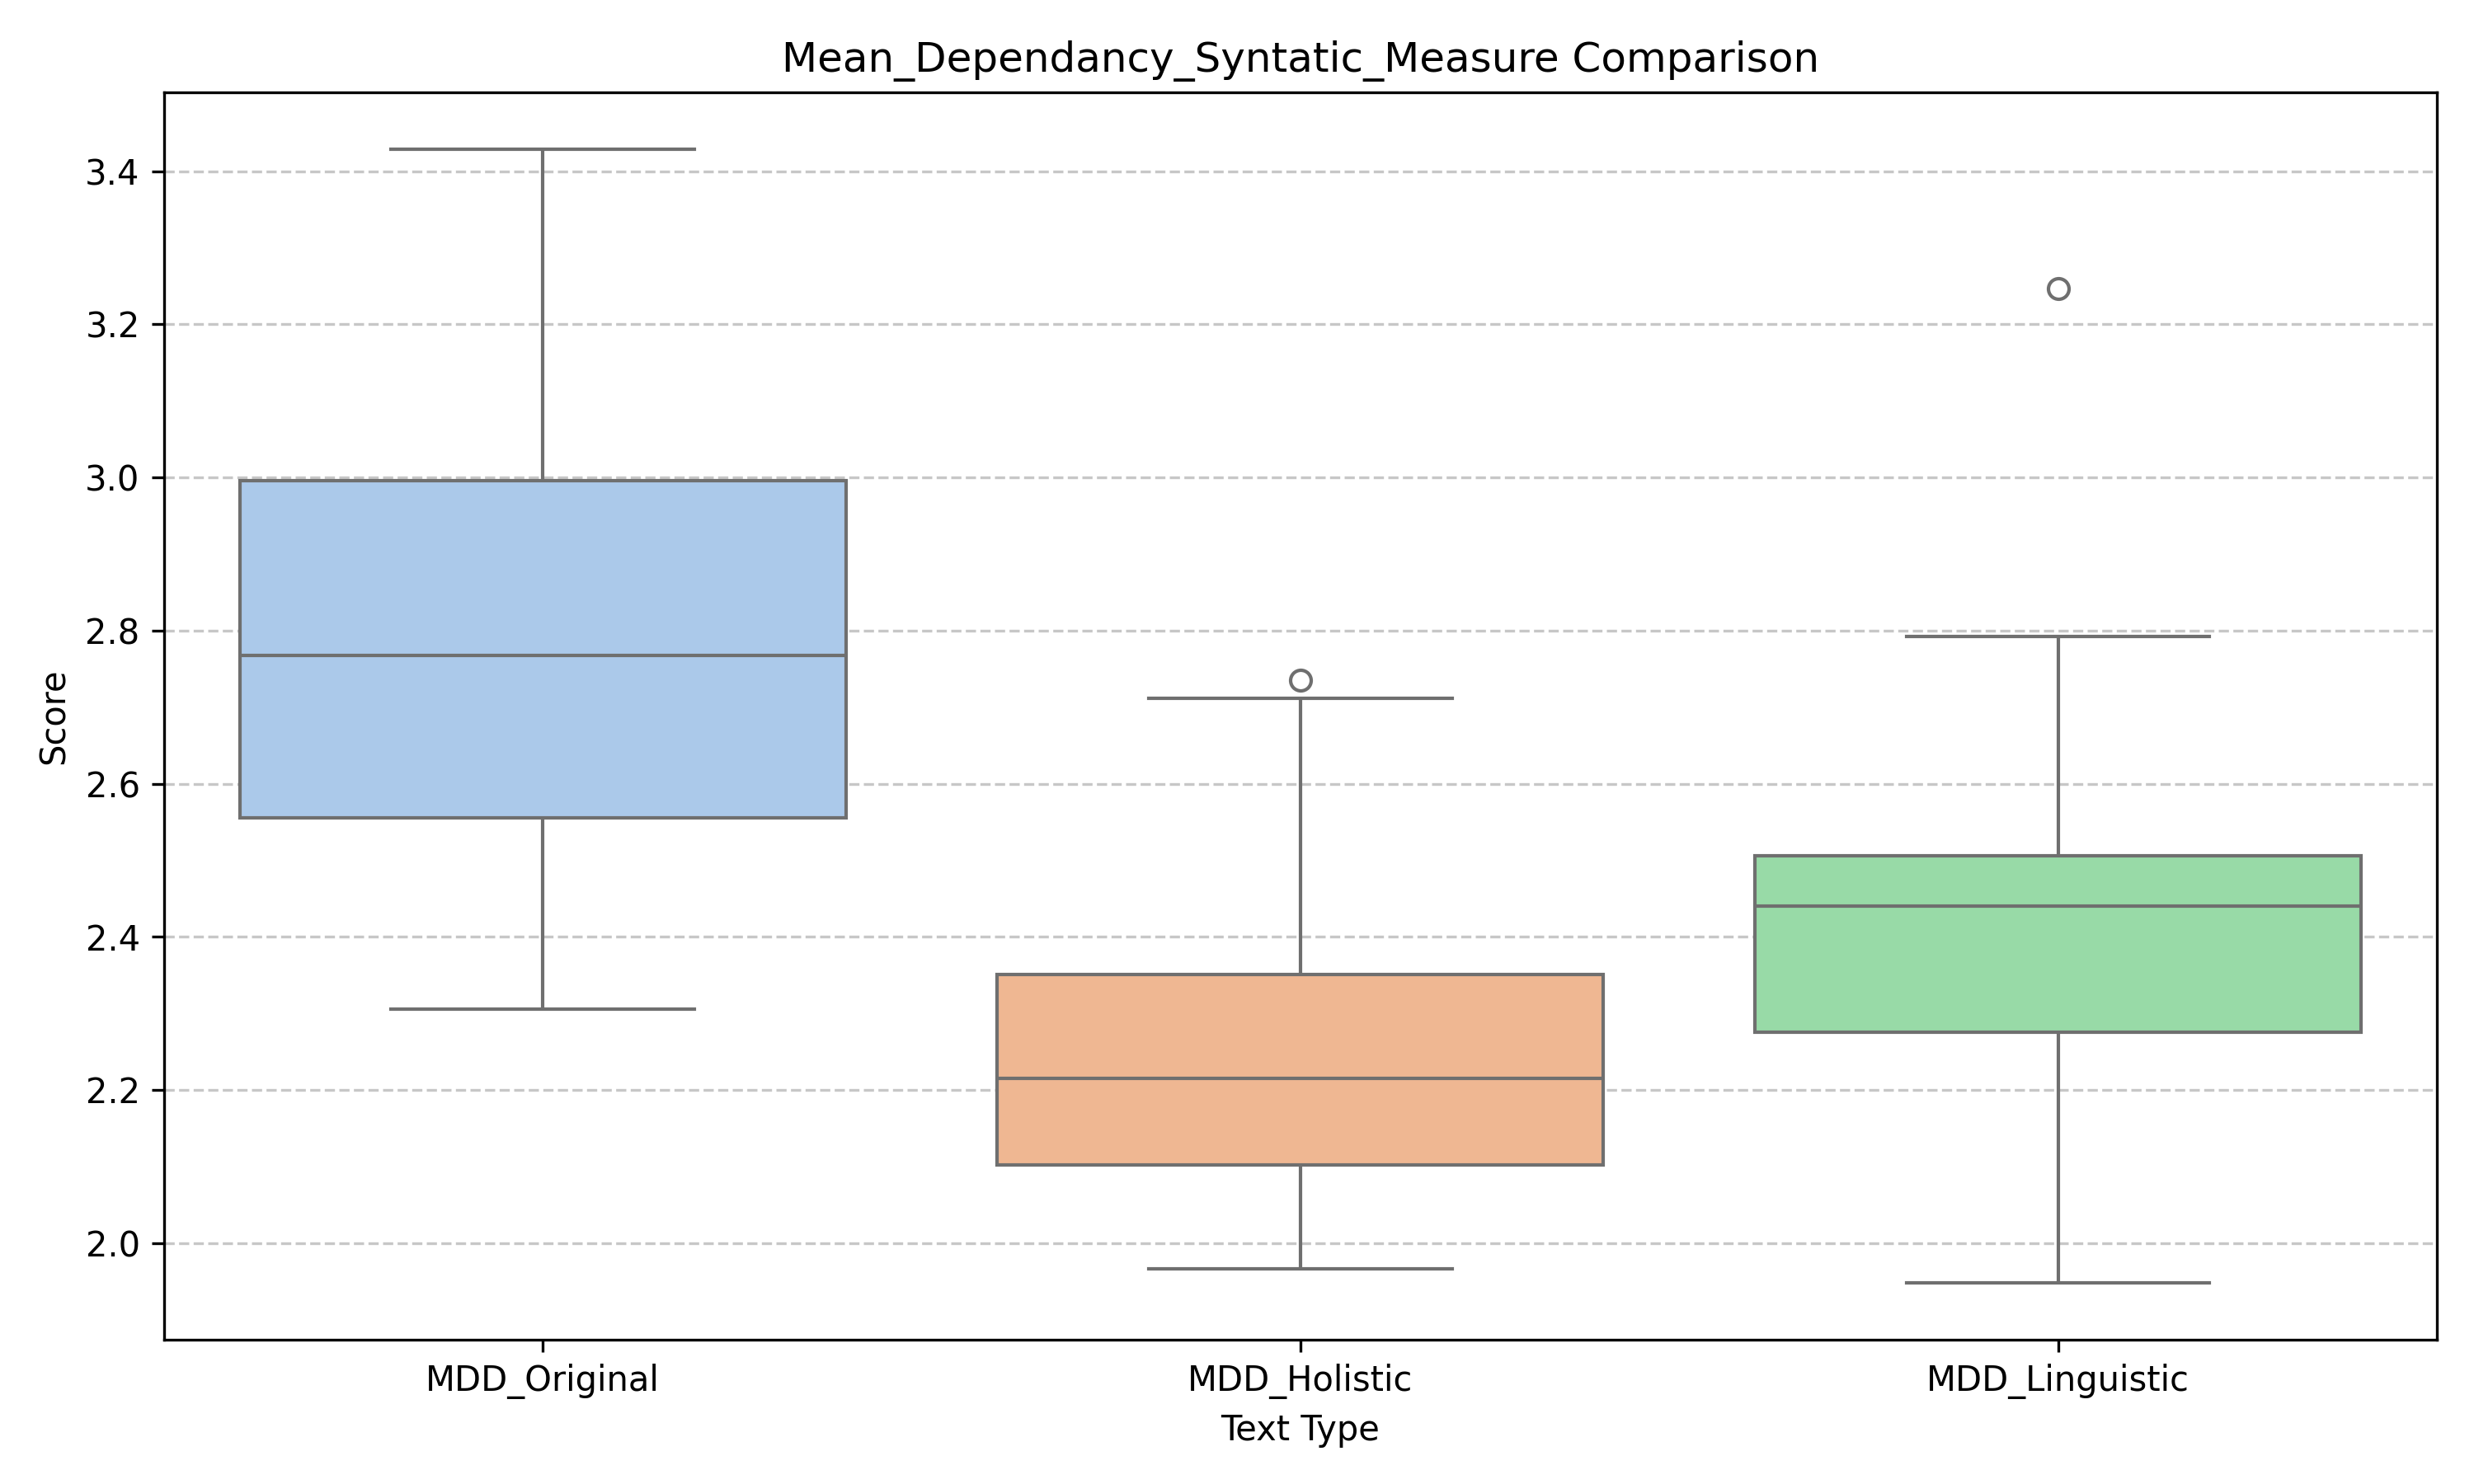 Mean_Dependancy_Syntatic_Measure Comparison
3.4
3.2
3.0
2.8
2.6
2.4
2.2
2.0
Score
MDD_Original
MDD_Holistic
MDD_Linguistic
Text Type